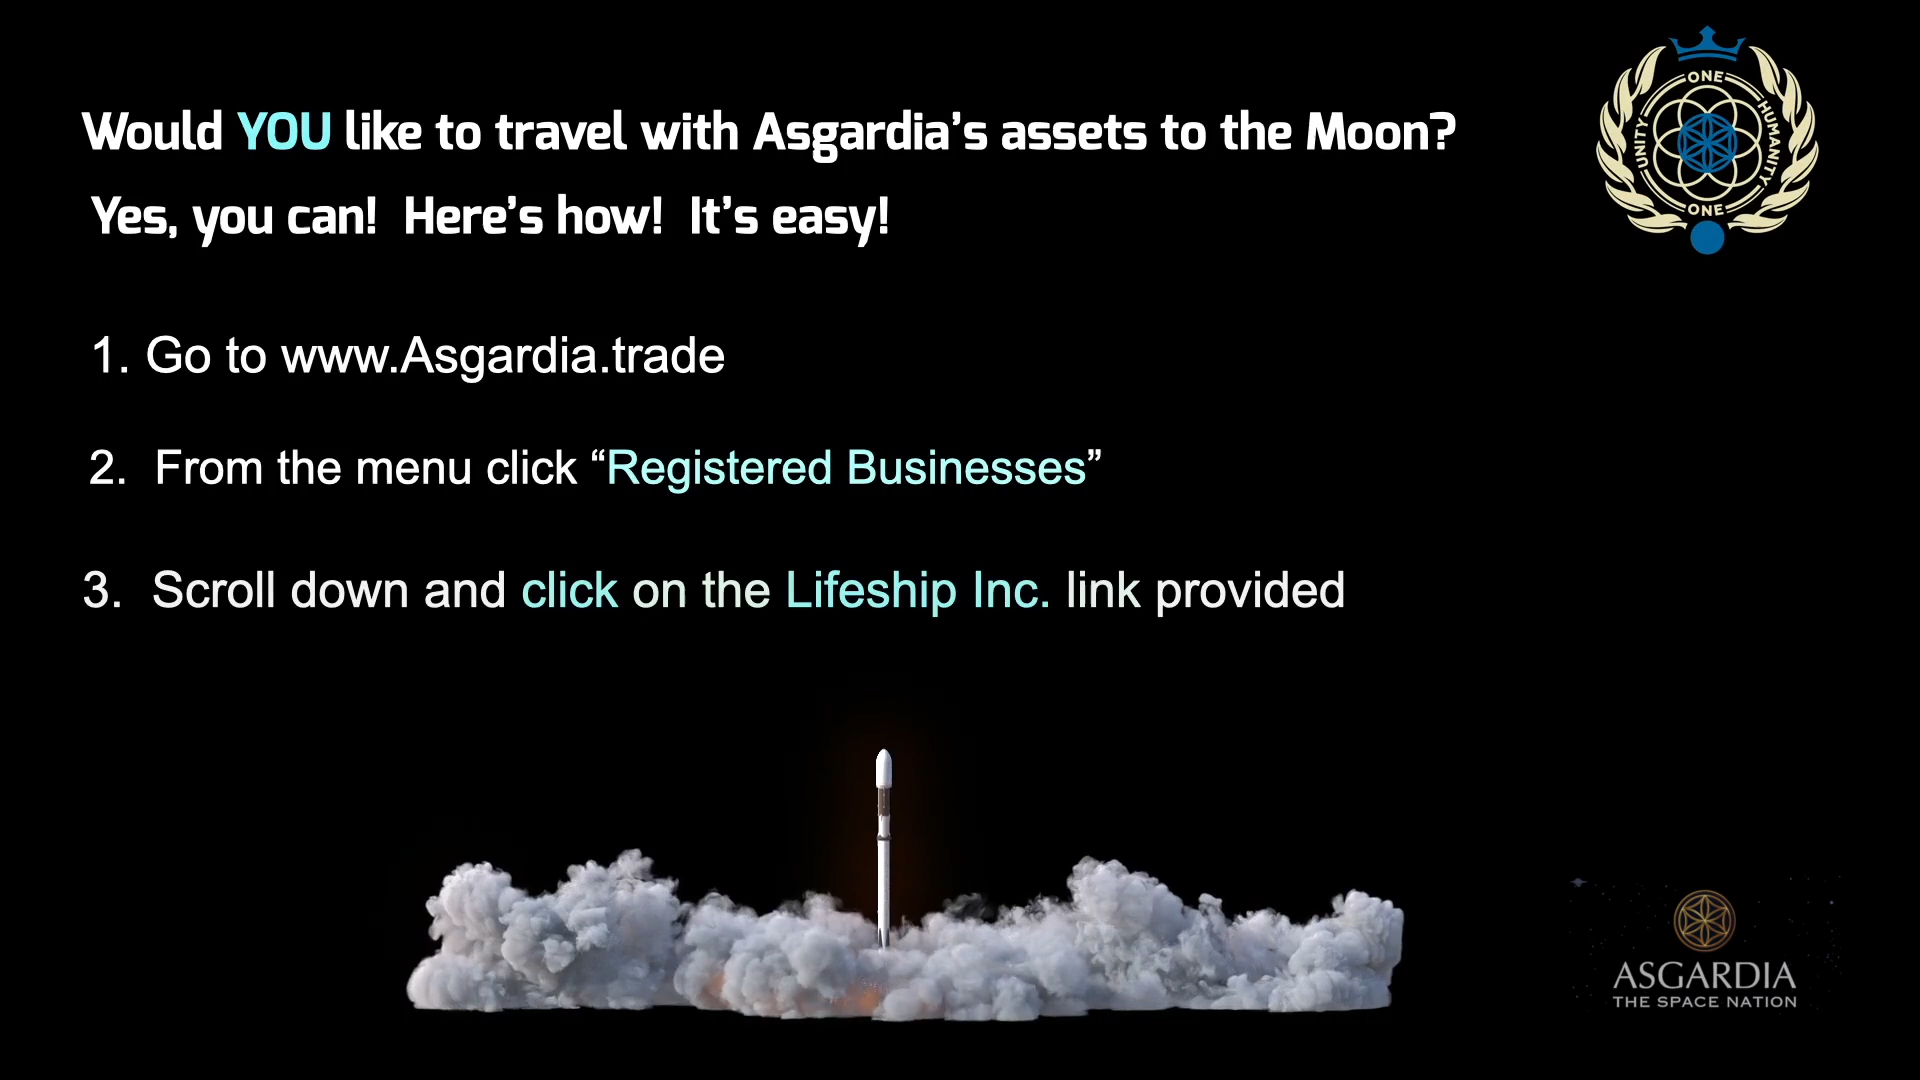 Would YOU like to travel with Asgardia’s assets to the Moon?
Yes, you can!  Here’s how!  It’s easy!
1. Go to www.Asgardia.trade
2.  From the menu click “Registered Businesses”
3.  Scroll down and click on the Lifeship Inc. link provided
ONE
HUMANITY
ONE
UNITY
ASGARDIA
THE SPACE NATION